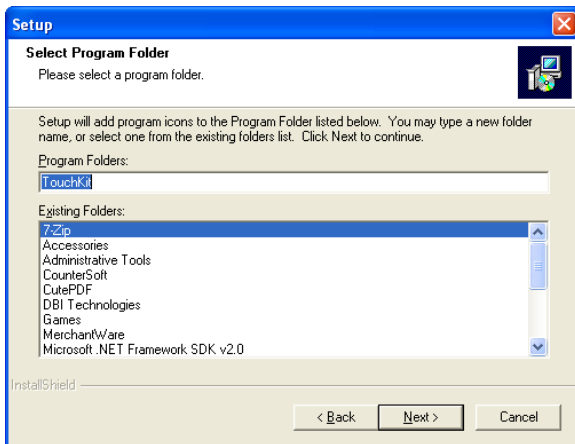 Setup
Select Program Folder
Please select a program folder.
Setup will add program icons to the Program Folder listed below. You may type a new folder
name, or select one from the existing folders list. Click Next to continue.
Program Folders:
TouchKit
Existing Folders:
7-Zip
Accessories
Administrative Tools
CounterSoft
CutePDF
DBI Technologies
Games
MerchantWare
Microsoft .NET Framework SDK v2.0
InstallShield
< Back
Next >
Cancel